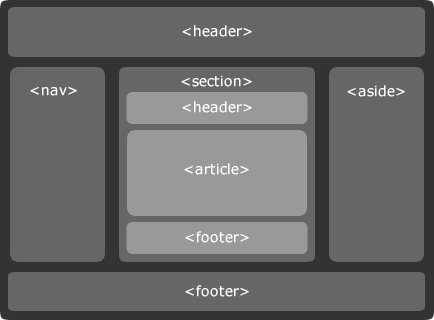 <header>
<nav>
<section>
<header>
<article>
<footer>
<aside>
<footer>